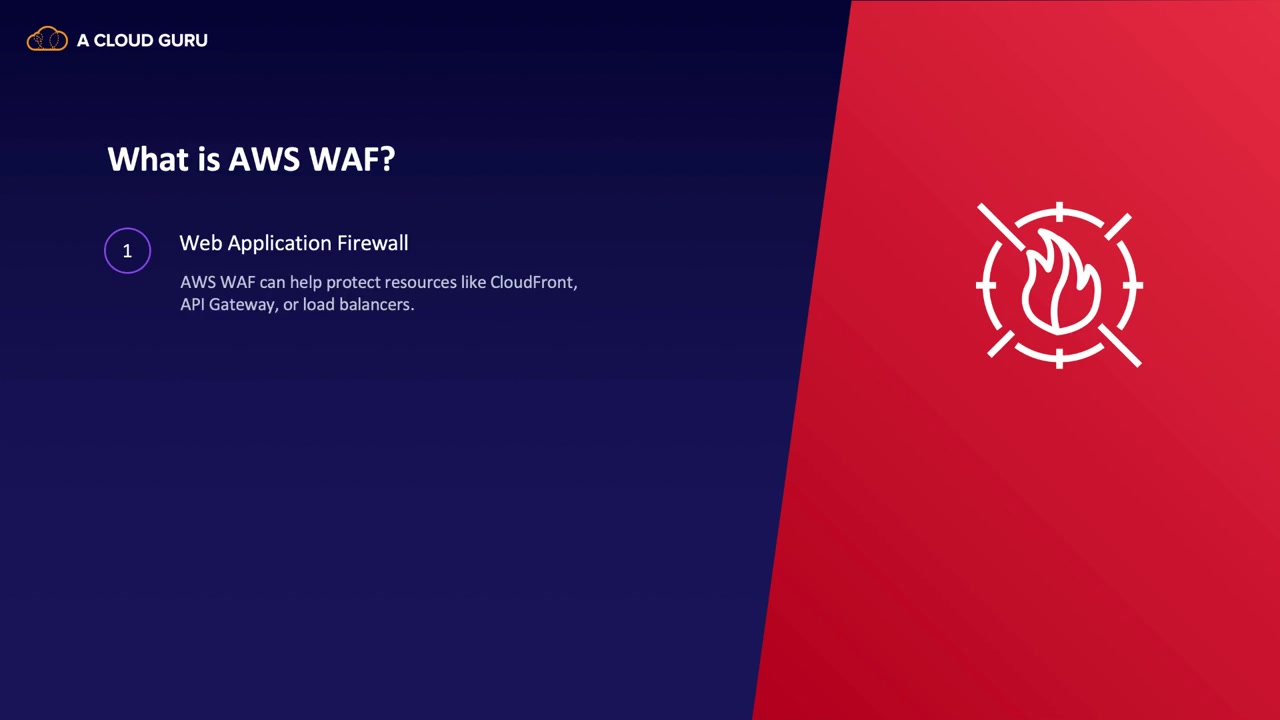 A CLOUD GURU
What is AWS WAF?
1
Web Application Firewall
AWS WAF can help protect resources like CloudFront,
API Gateway, or load balancers.